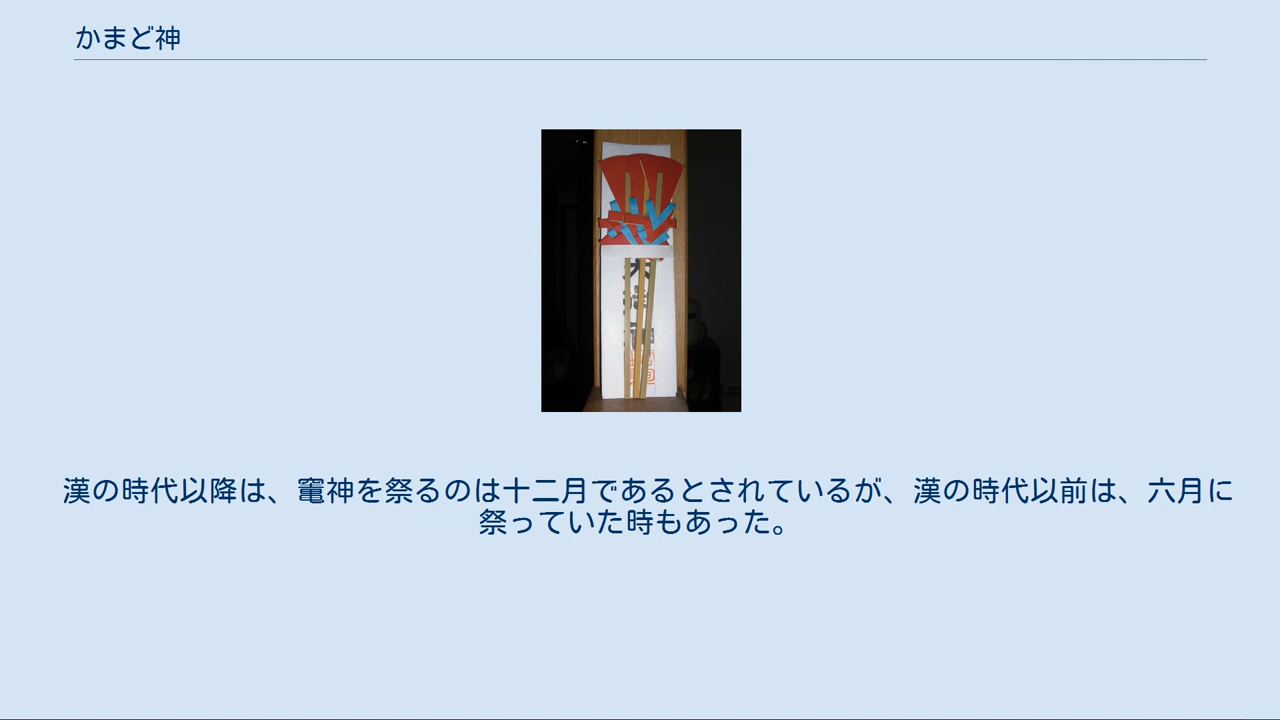 かまど神
漢の時代以降は、竈神を祭るのは十二月であるとされているが、漢の時代以前は、六月に
祭っていた時もあった。